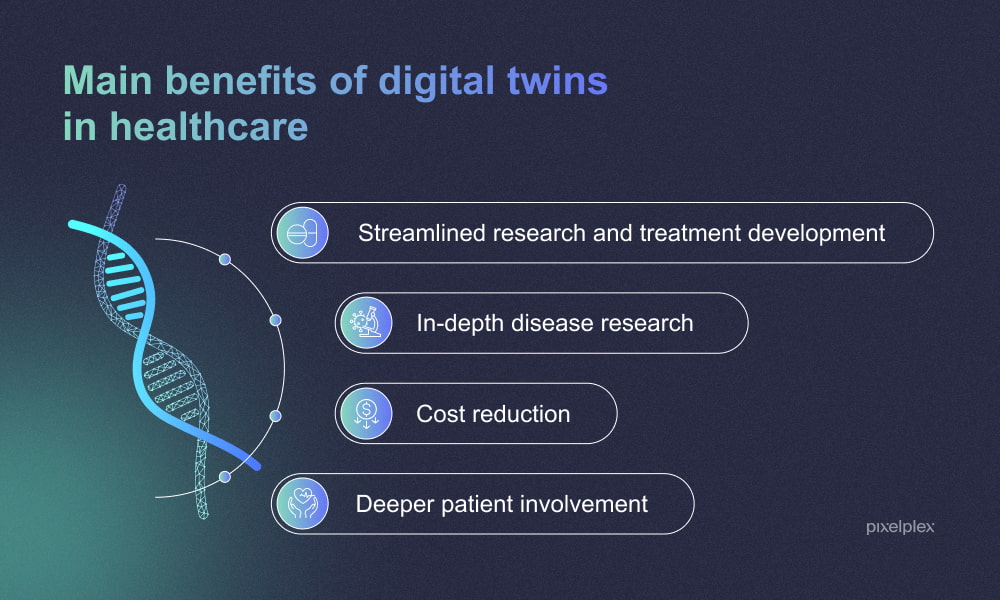 Main benefits of digital twins
in healthcare
Streamlined research and treatment development
In-depth disease research
$
Cost reduction
Deeper patient involvement
pixelplex